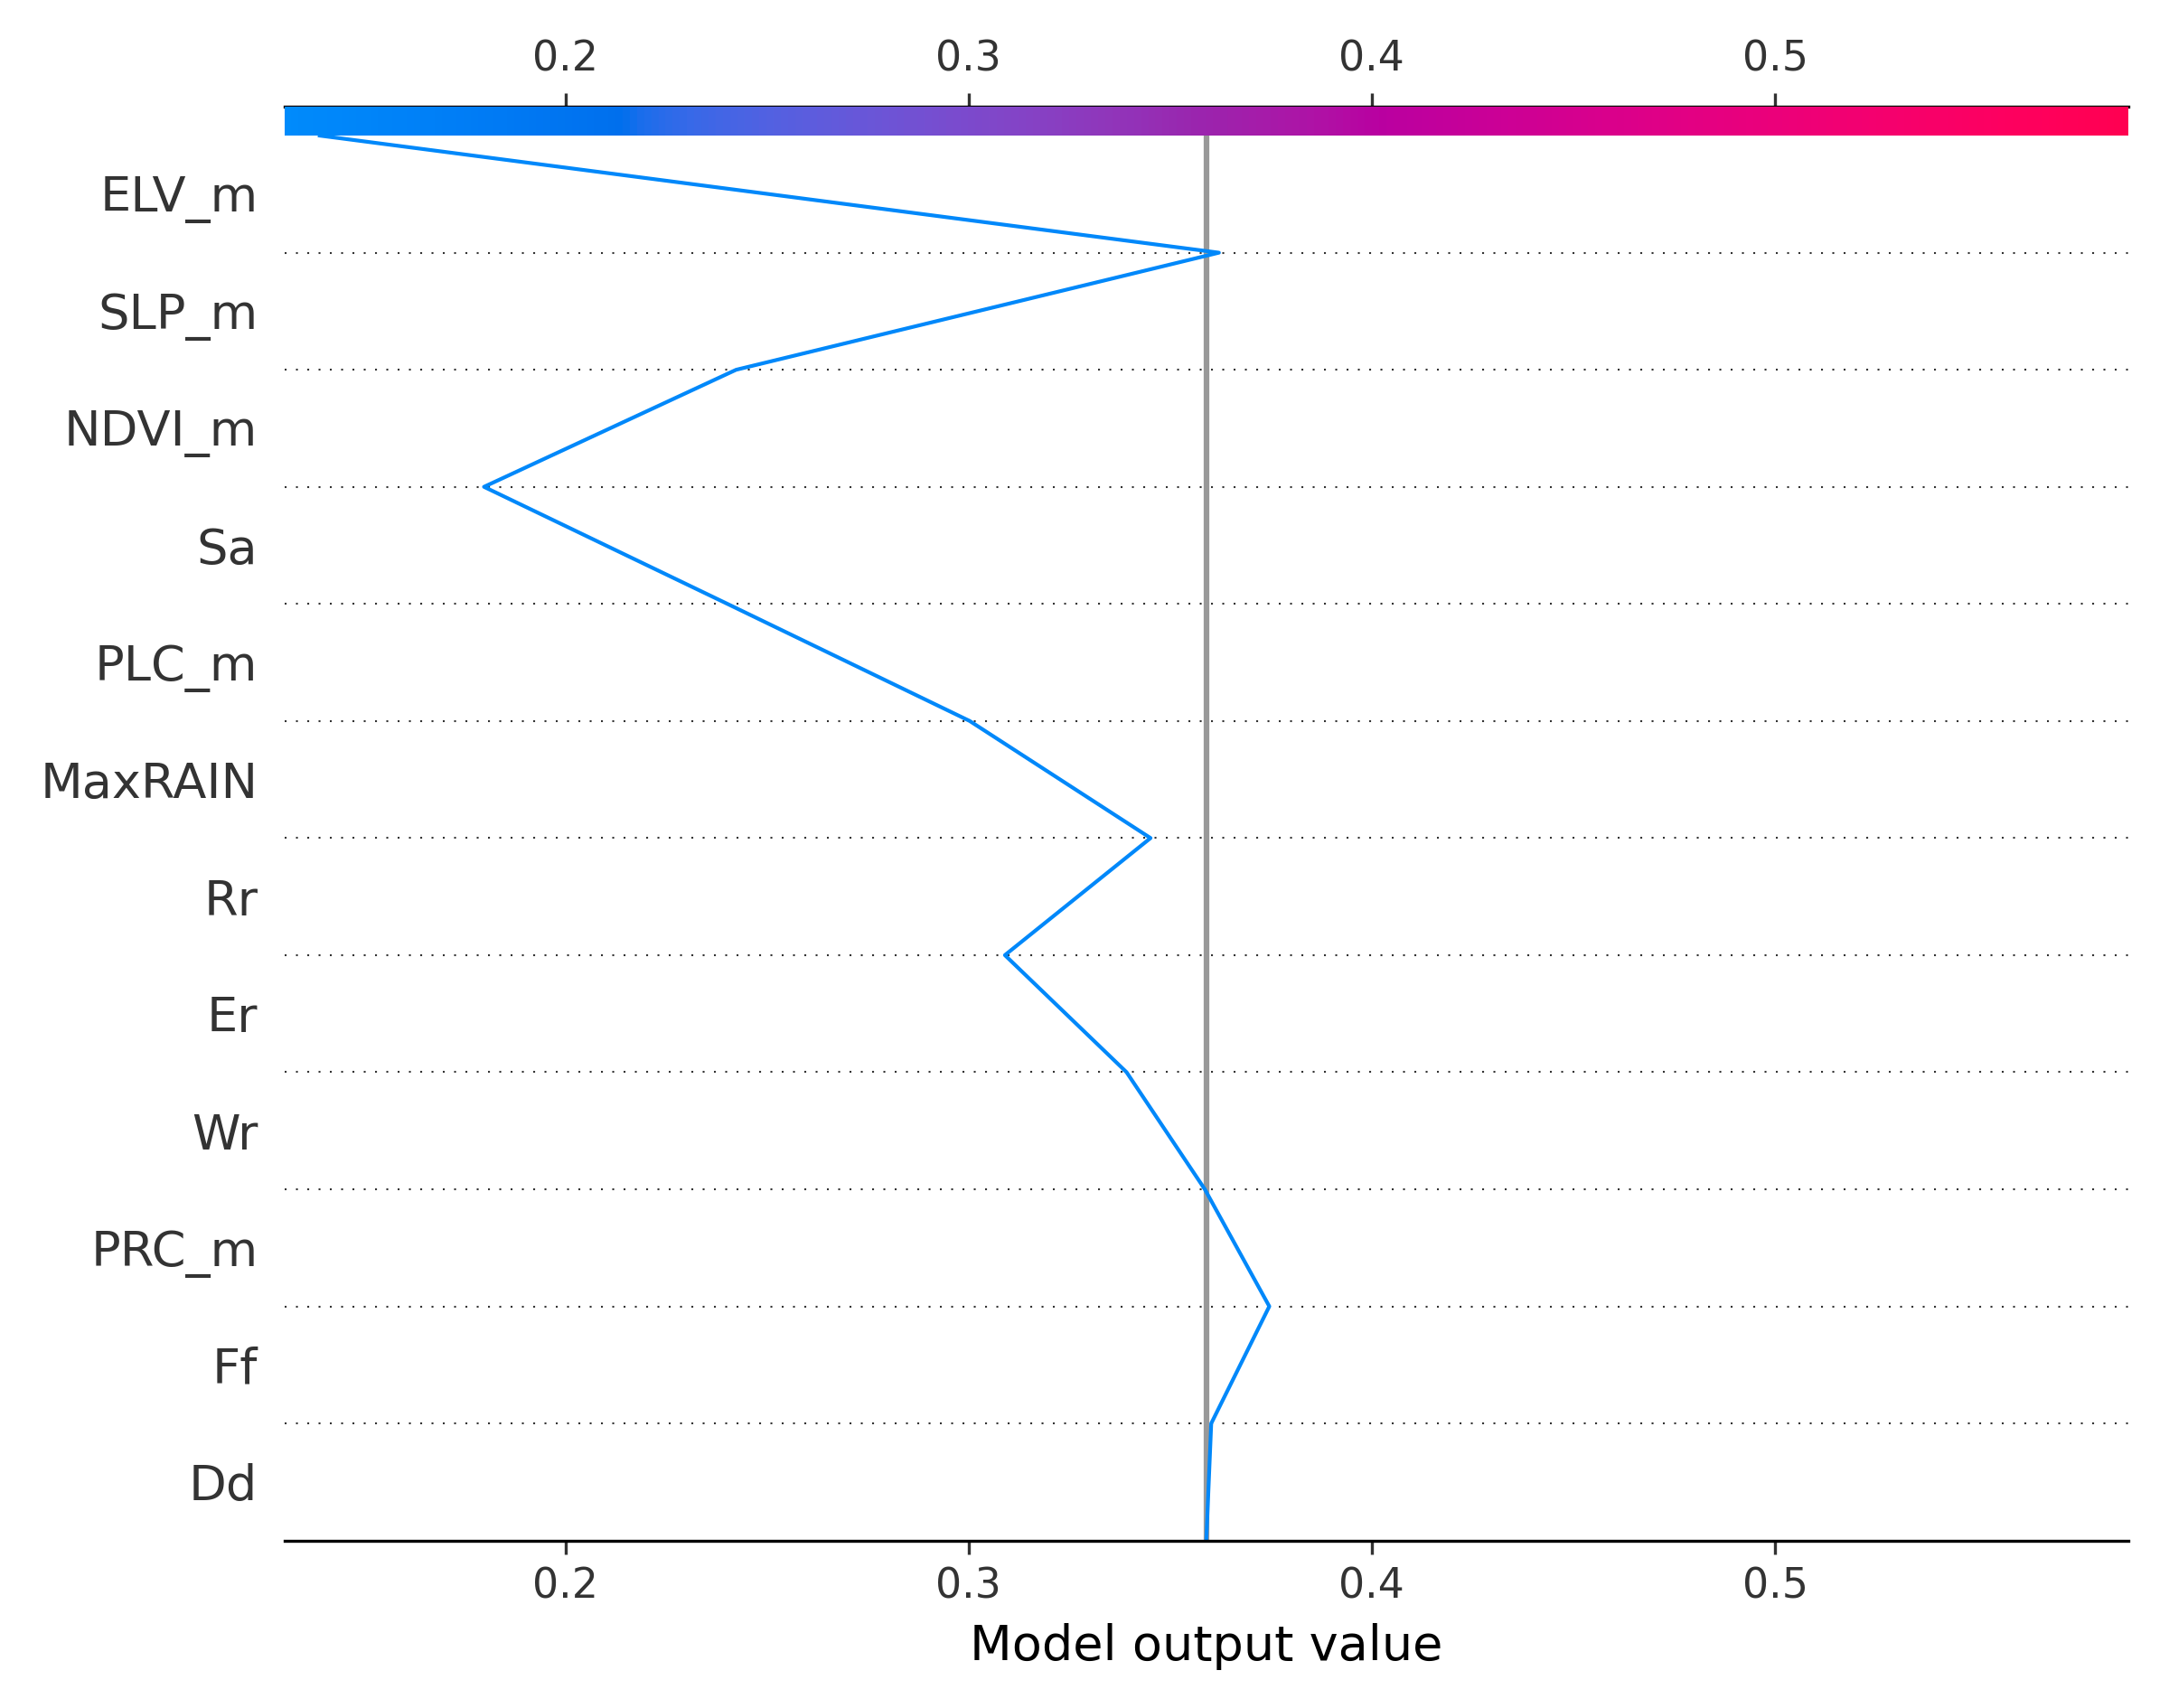 0.2 0.3 0.4 0.5
ELV_m
SLP_m
NDVI_m
Sa
PLC_m
MaxRAIN
Rr
Er
Wr
PRC_m
Ff
Dd
0.2 0.3 0.4 0.5
Model output value